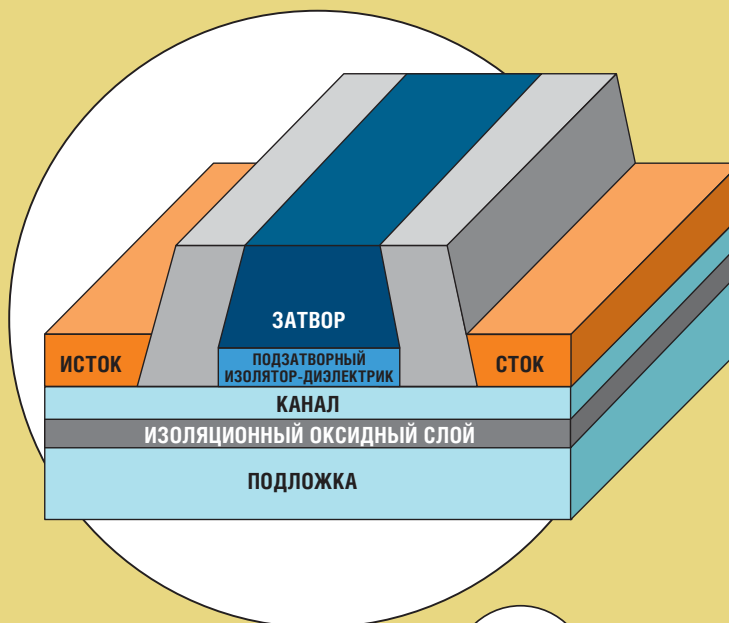 ЗАТВОР
ИСТОК
ПОДЗАТВОРНЫЙ
ИЗОЛЯТОР-ДИЭЛЕКТРИК
СТОК
КАНАЛ
ИЗОЛЯЦИОННЫЙ ОКСИДНЫЙ СЛОЙ
ПОДЛОЖКА